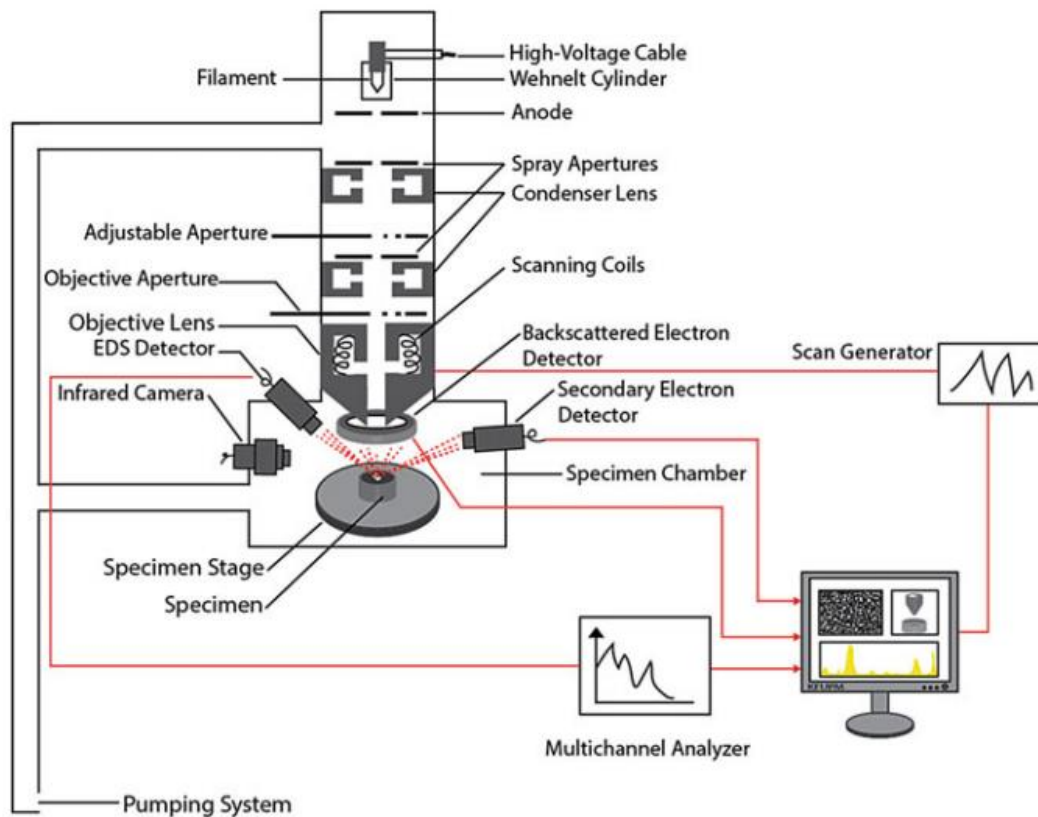 High-Voltage Cable
Filament
Wehnelt Cylinder
Anode
Spray Apertures
Condenser Lens
Adjustable Aperture
Scanning Coils
Objective Aperture
Objective Lens
Backscattered Electron
Detector
EDS Detector
Scan Generator
Infrared Camera
Secondary Electron
Detector
Specimen Chamber
Specimen Stage
Specimen
KFUPM
Multichannel Analyzer
Pumping System